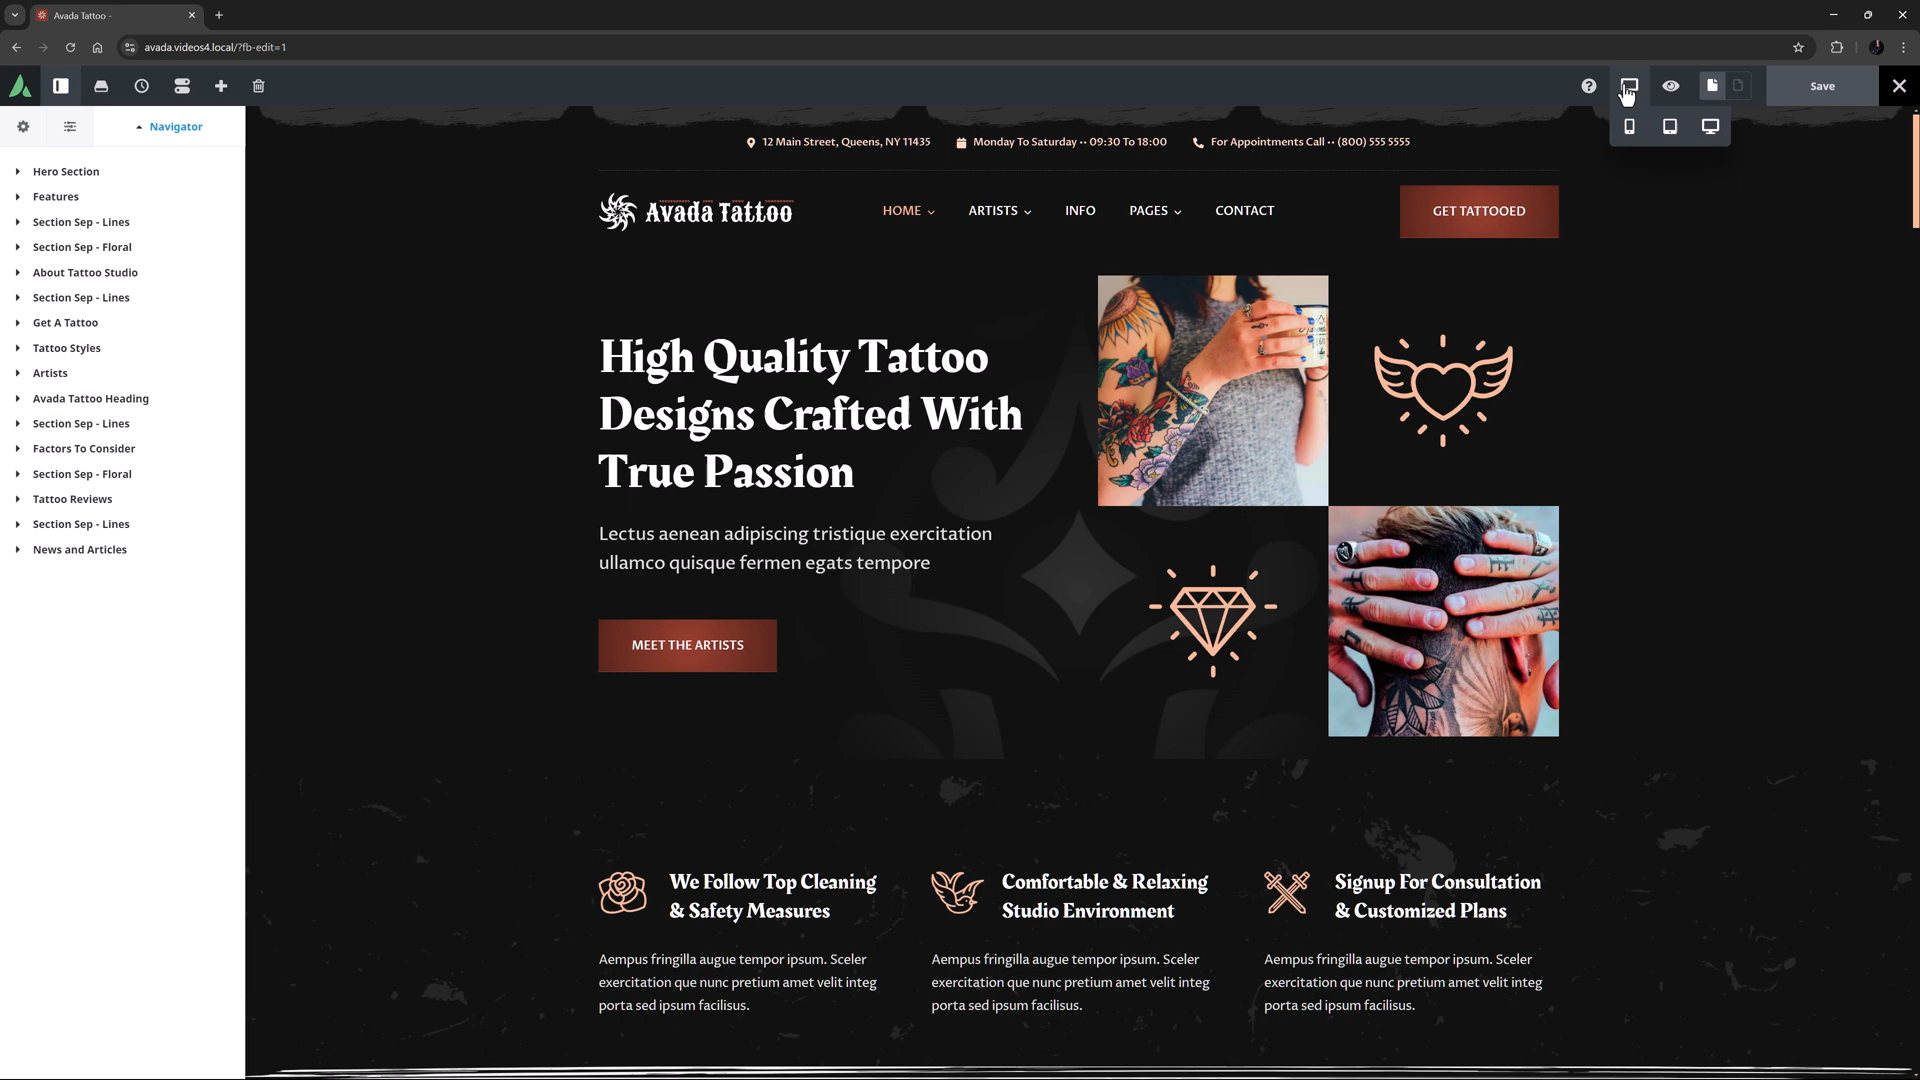 Avada Tattoo -
avada.videos4.local/?fb-edit=1
Save
Navigator
Hero Section
Features
Section Sep - Lines
Section Sep - Floral
About Tattoo Studio
Section Sep - Lines
Get A Tattoo
Tattoo Styles
Artists
Avada Tattoo Heading
Section Sep - Lines
Factors To Consider
Section Sep - Floral
Tattoo Reviews
Section Sep - Lines
News and Articles
12 Main Street, Queens, NY 11435 Monday To Saturday •• 09:30 To 18:00 For Appointments Call •• (800) 555 5555
Avada Tattoo HOME ARTISTS INFO PAGES CONTACT GET TATTOOED
High Quality Tattoo
Designs Crafted With
True Passion
Lectus aenean adipiscing tristique exercitation
ullamco quisque fermen egats tempore
MEET THE ARTISTS
We Follow Top Cleaning
& Safety Measures
Aempus fringilla augue tempor ipsum. Sceler
exercitation que nunc pretium amet velit integ
porta sed ipsum facilisus.
Comfortable & Relaxing
Studio Environment
Aempus fringilla augue tempor ipsum. Sceler
exercitation que nunc pretium amet velit integ
porta sed ipsum facilisus.
Signup For Consultation
& Customized Plans
Aempus fringilla augue tempor ipsum. Sceler
exercitation que nunc pretium amet velit integ
porta sed ipsum facilisus.